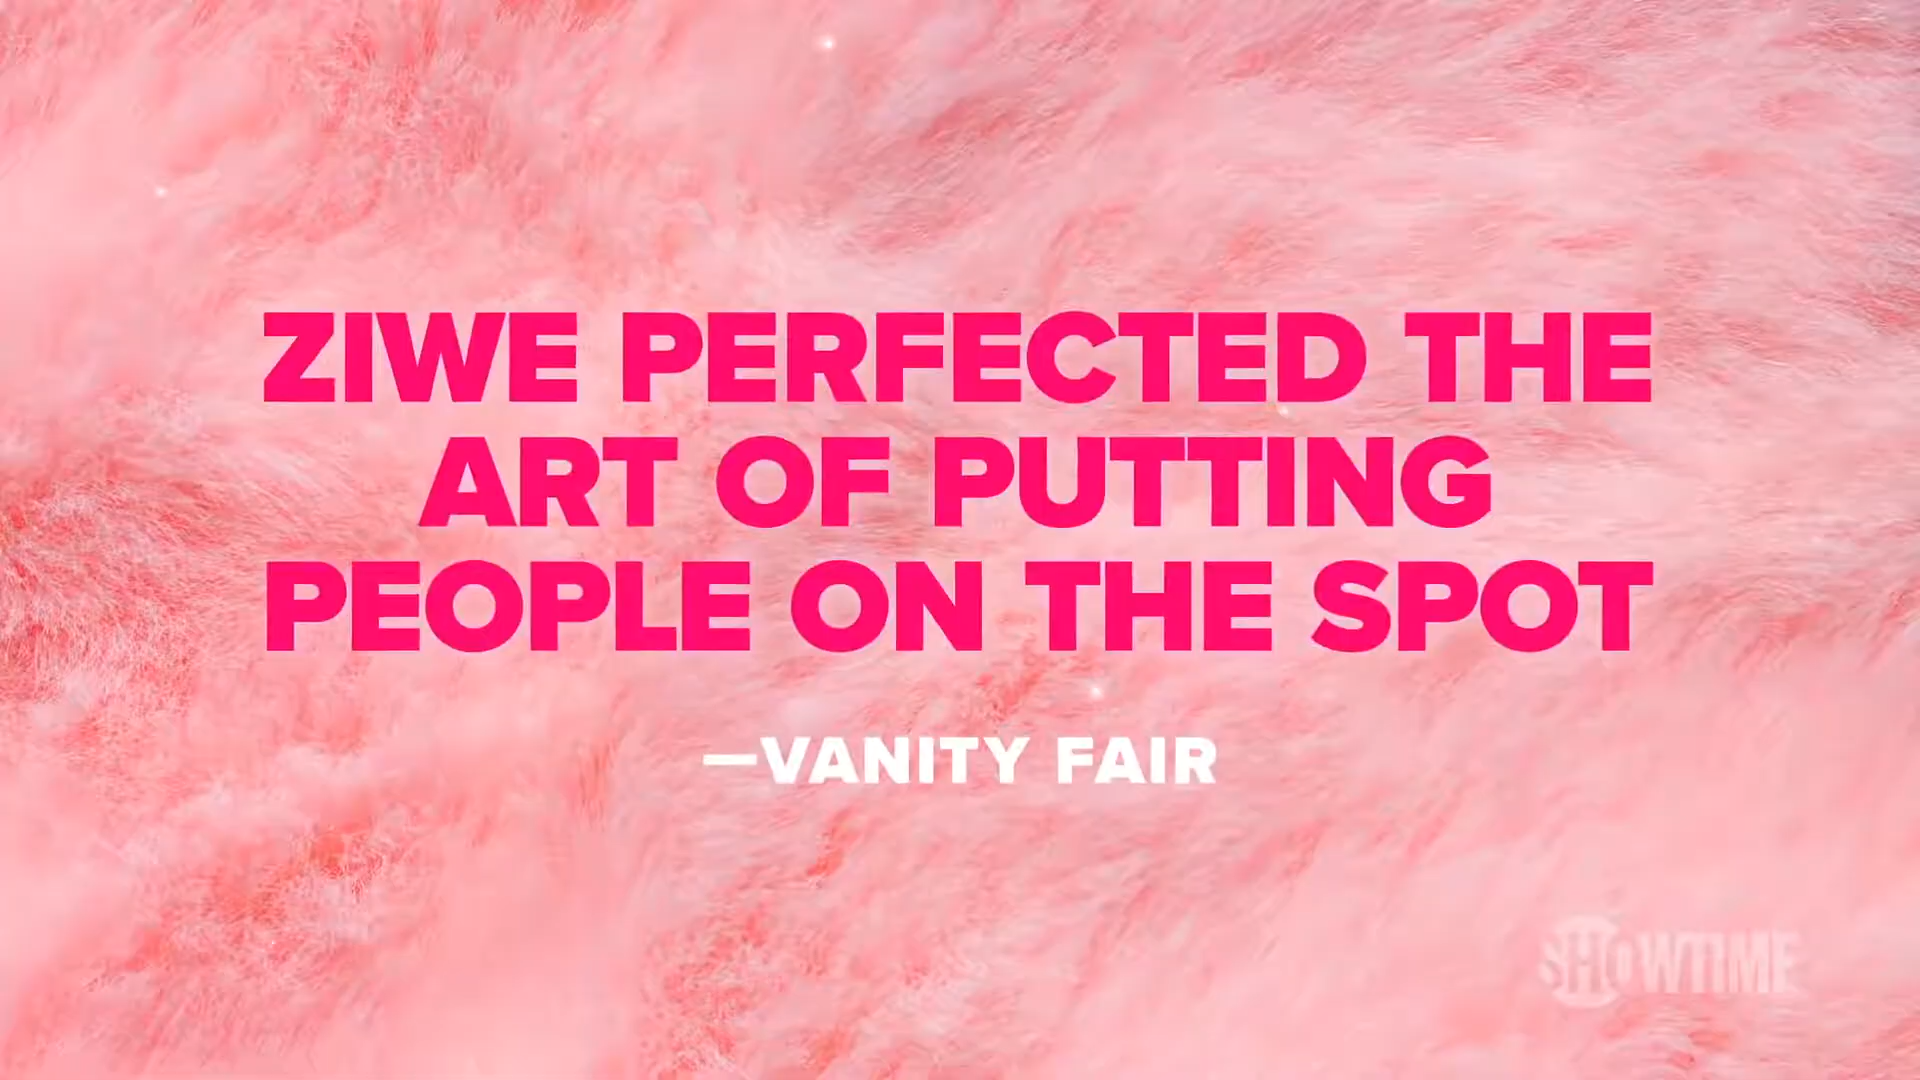 ZIWE PERFECTED THE
ART OF PUTTING
PEOPLE ON THE SPOT
—VANITY FAIR
SHOWTIME